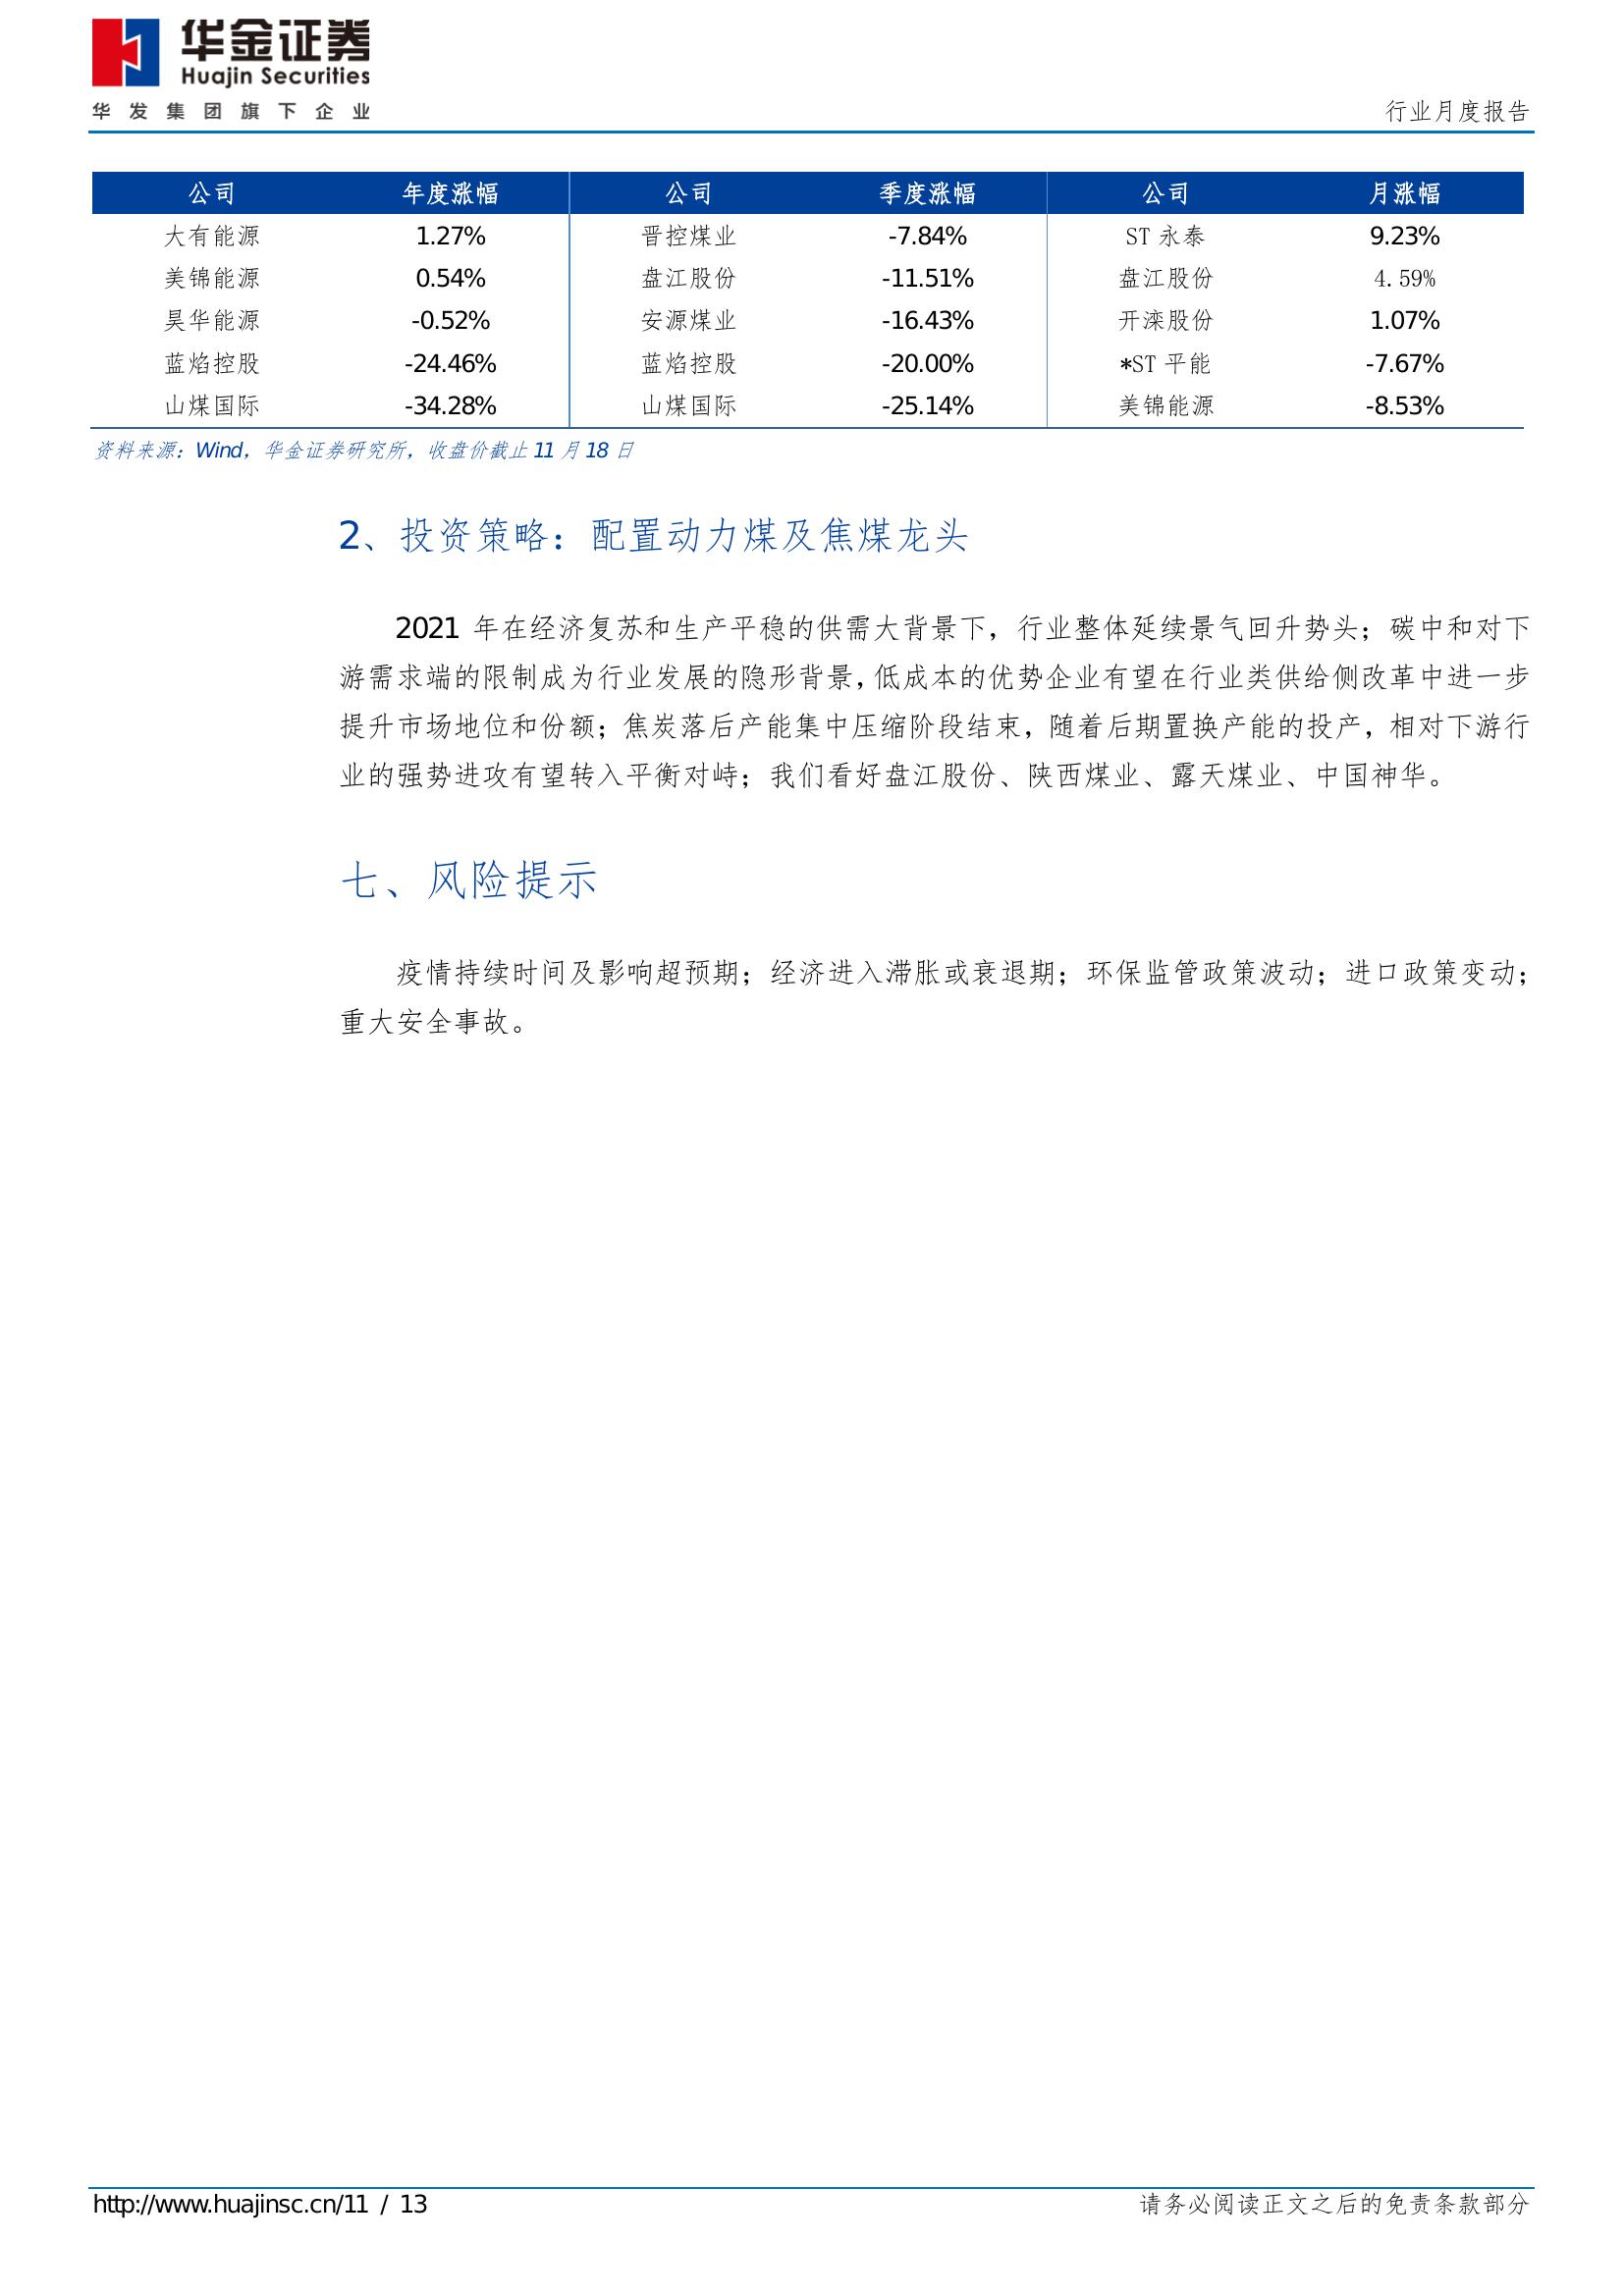 华金证券
Huajin Securities
华发集团旗下企业
行业月度报告
公司 年度涨幅 公司 季度涨幅 公司 月涨幅
大有能源 1.27% 晋控煤业 -7.84% ST 永泰 9.23%
美锦能源 0.54% 盘江股份 -11.51% 盘江股份 4.59%
昊华能源 -0.52% 安源煤业 -16.43% 开滦股份 1.07%
蓝焰控股 -24.46% 蓝焰控股 -20.00% *ST 平能 -7.67%
山煤国际 -34.28% 山煤国际 -25.14% 美锦能源 -8.53%
资料来源：Wind，华金证券研究所，收盘价截止 11 月 18 日
2、投资策略：配置动力煤及焦煤龙头
2021 年在经济复苏和生产平稳的供需大背景下，行业整体延续景气回升势头；碳中和对下
游需求端的限制成为行业发展的隐形背景，低成本的优势企业有望在行业类供给侧改革中进一步
提升市场地位和份额；焦炭落后产能集中压缩阶段结束，随着后期置换产能的投产，相对下游行
业的强势进攻有望转入平衡对峙；我们看好盘江股份、陕西煤业、露天煤业、中国神华。
七、风险提示
疫情持续时间及影响超预期；经济进入滞胀或衰退期；环保监管政策波动；进口政策变动；
重大安全事故。
http://www.huajinsc.cn/11 / 13
请务必阅读正文之后的免责条款部分